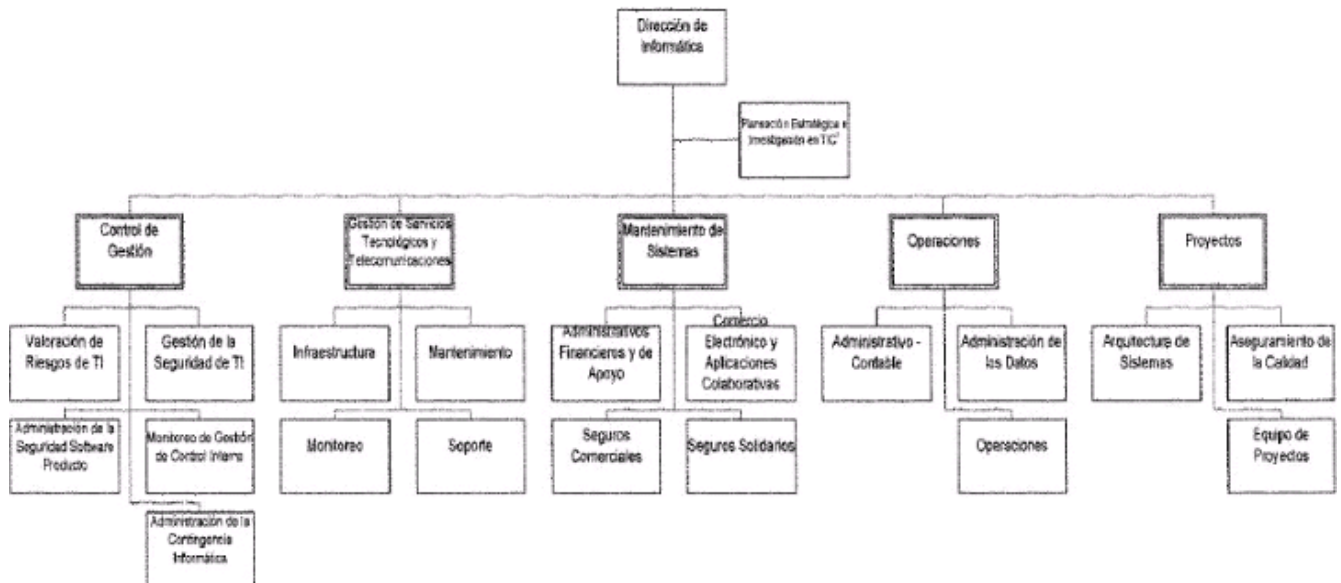 Dirección de
Informática
Planeación Estratégica e
Investigación en TIC
Control de
Gestión
Gestión de Servicios
Tecnológicos y
Telecomunicaciones
Mantenimiento de
Sistemas
Operaciones
Proyectos
Valoración de
Riesgos de TI
Gestión de la
Seguridad de TI
Infraestructura
Mantenimiento
Administrativos
Financieros y de
Apoyo
Comercio
Electrónico y
Aplicaciones
Colaborativas
Administrativo -
Contable
Administración de
los Datos
Arquitectura de
Sistemas
Aseguramiento de
la Calidad
Administración de la
Seguridad Software
Producto
Monitoreo de Gestión
de Control Interno
Monitoreo
Soporte
Seguros
Comerciales
Seguros Solidarios
Operaciones
Equipo de
Proyectos
Administración de la
Contingencia
Informática